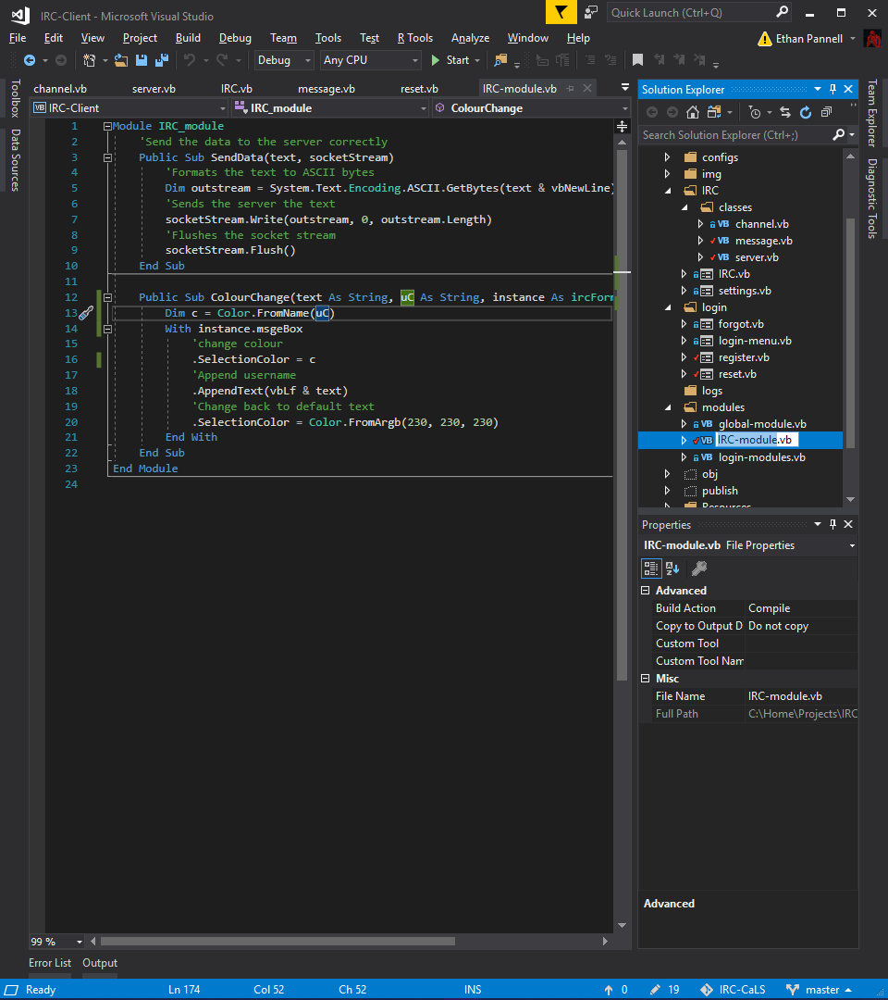 IRC-Client - Microsoft Visual Studio
Quick Launch (Ctrl+Q)
File Edit View Project Build Debug Team Tools Test R Tools Analyze Window Help
Ethan Pannell
Debug Any CPU Start
Toolbox
Data Sources
channel.vb server.vb IRC.vb message.vb reset.vb IRC-module.vb
VB IRC-Client IRC_module ColourChange
1 Module IRC_module
2 'Send the data to the server correctly
3 Public Sub SendData(text, socketStream)
4 'Formats the text to ASCII bytes
5 Dim outstream = System.Text.Encoding.ASCII.GetBytes(text & vbNewLine)
6 'Sends the server the text
7 socketStream.Write(outstream, 0, outstream.Length)
8 'Flushes the socket stream
9 socketStream.Flush()
10 End Sub
11
12 Public Sub ColourChange(text As String, uC As String, instance As ircForm
13 Dim c = Color.FromName(uC)
14 With instance.msgeBox
15 'change colour
16 .SelectionColor = c
17 'Append username
18 .AppendText(vbLf & text)
19 'Change back to default text
20 .SelectionColor = Color.FromArgb(230, 230, 230)
21 End With
22 End Sub
23 End Module
24
99 %
Solution Explorer
Search Solution Explorer (Ctrl+;)
configs
img
IRC
classes
VB channel.vb
VB message.vb
VB server.vb
IRC.vb
settings.vb
login
forgot.vb
login-menu.vb
register.vb
reset.vb
logs
modules
VB global-module.vb
VB IRC-module.vb
VB login-modules.vb
obj
publish
Resources
Team Explorer
Diagnostic Tools
Properties
IRC-module.vb File Properties
Advanced
Build Action Compile
Copy to Output D Do not copy
Custom Tool
Custom Tool Nam
Misc
File Name IRC-module.vb
Full Path C:\Home\Projects\IRC
Advanced
Error List Output
Ready Ln 174 Col 52 Ch 52 INS 0 19 IRC-CaLS master